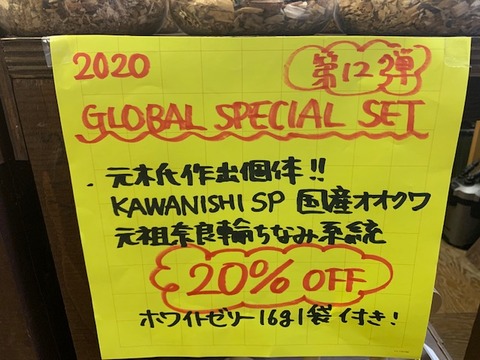 2020
第12弾
GLOBAL SPECIAL SET
・元木氏作出個体!!
KAWANISHI SP 国産オオクワ
元祖奈良輪ちなみ系統
20% OFF
ホワイトゼリー16g1袋付き!